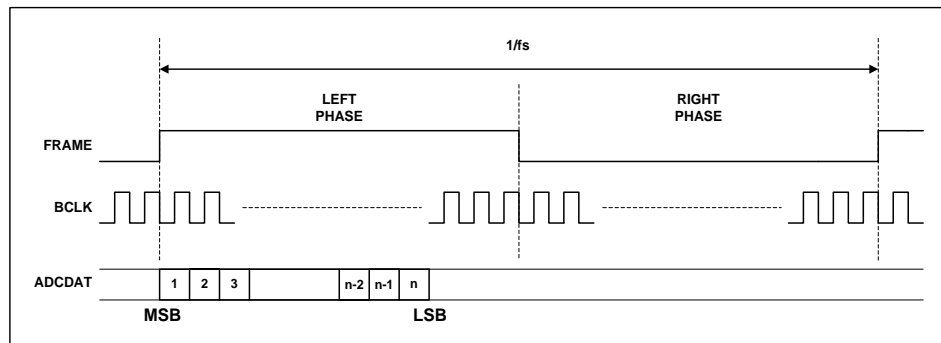 1/fs
LEFT
PHASE
RIGHT
PHASE
FRAME
BCLK
ADCDAT
1 2 3 n-2 n-1 n
MSB LSB